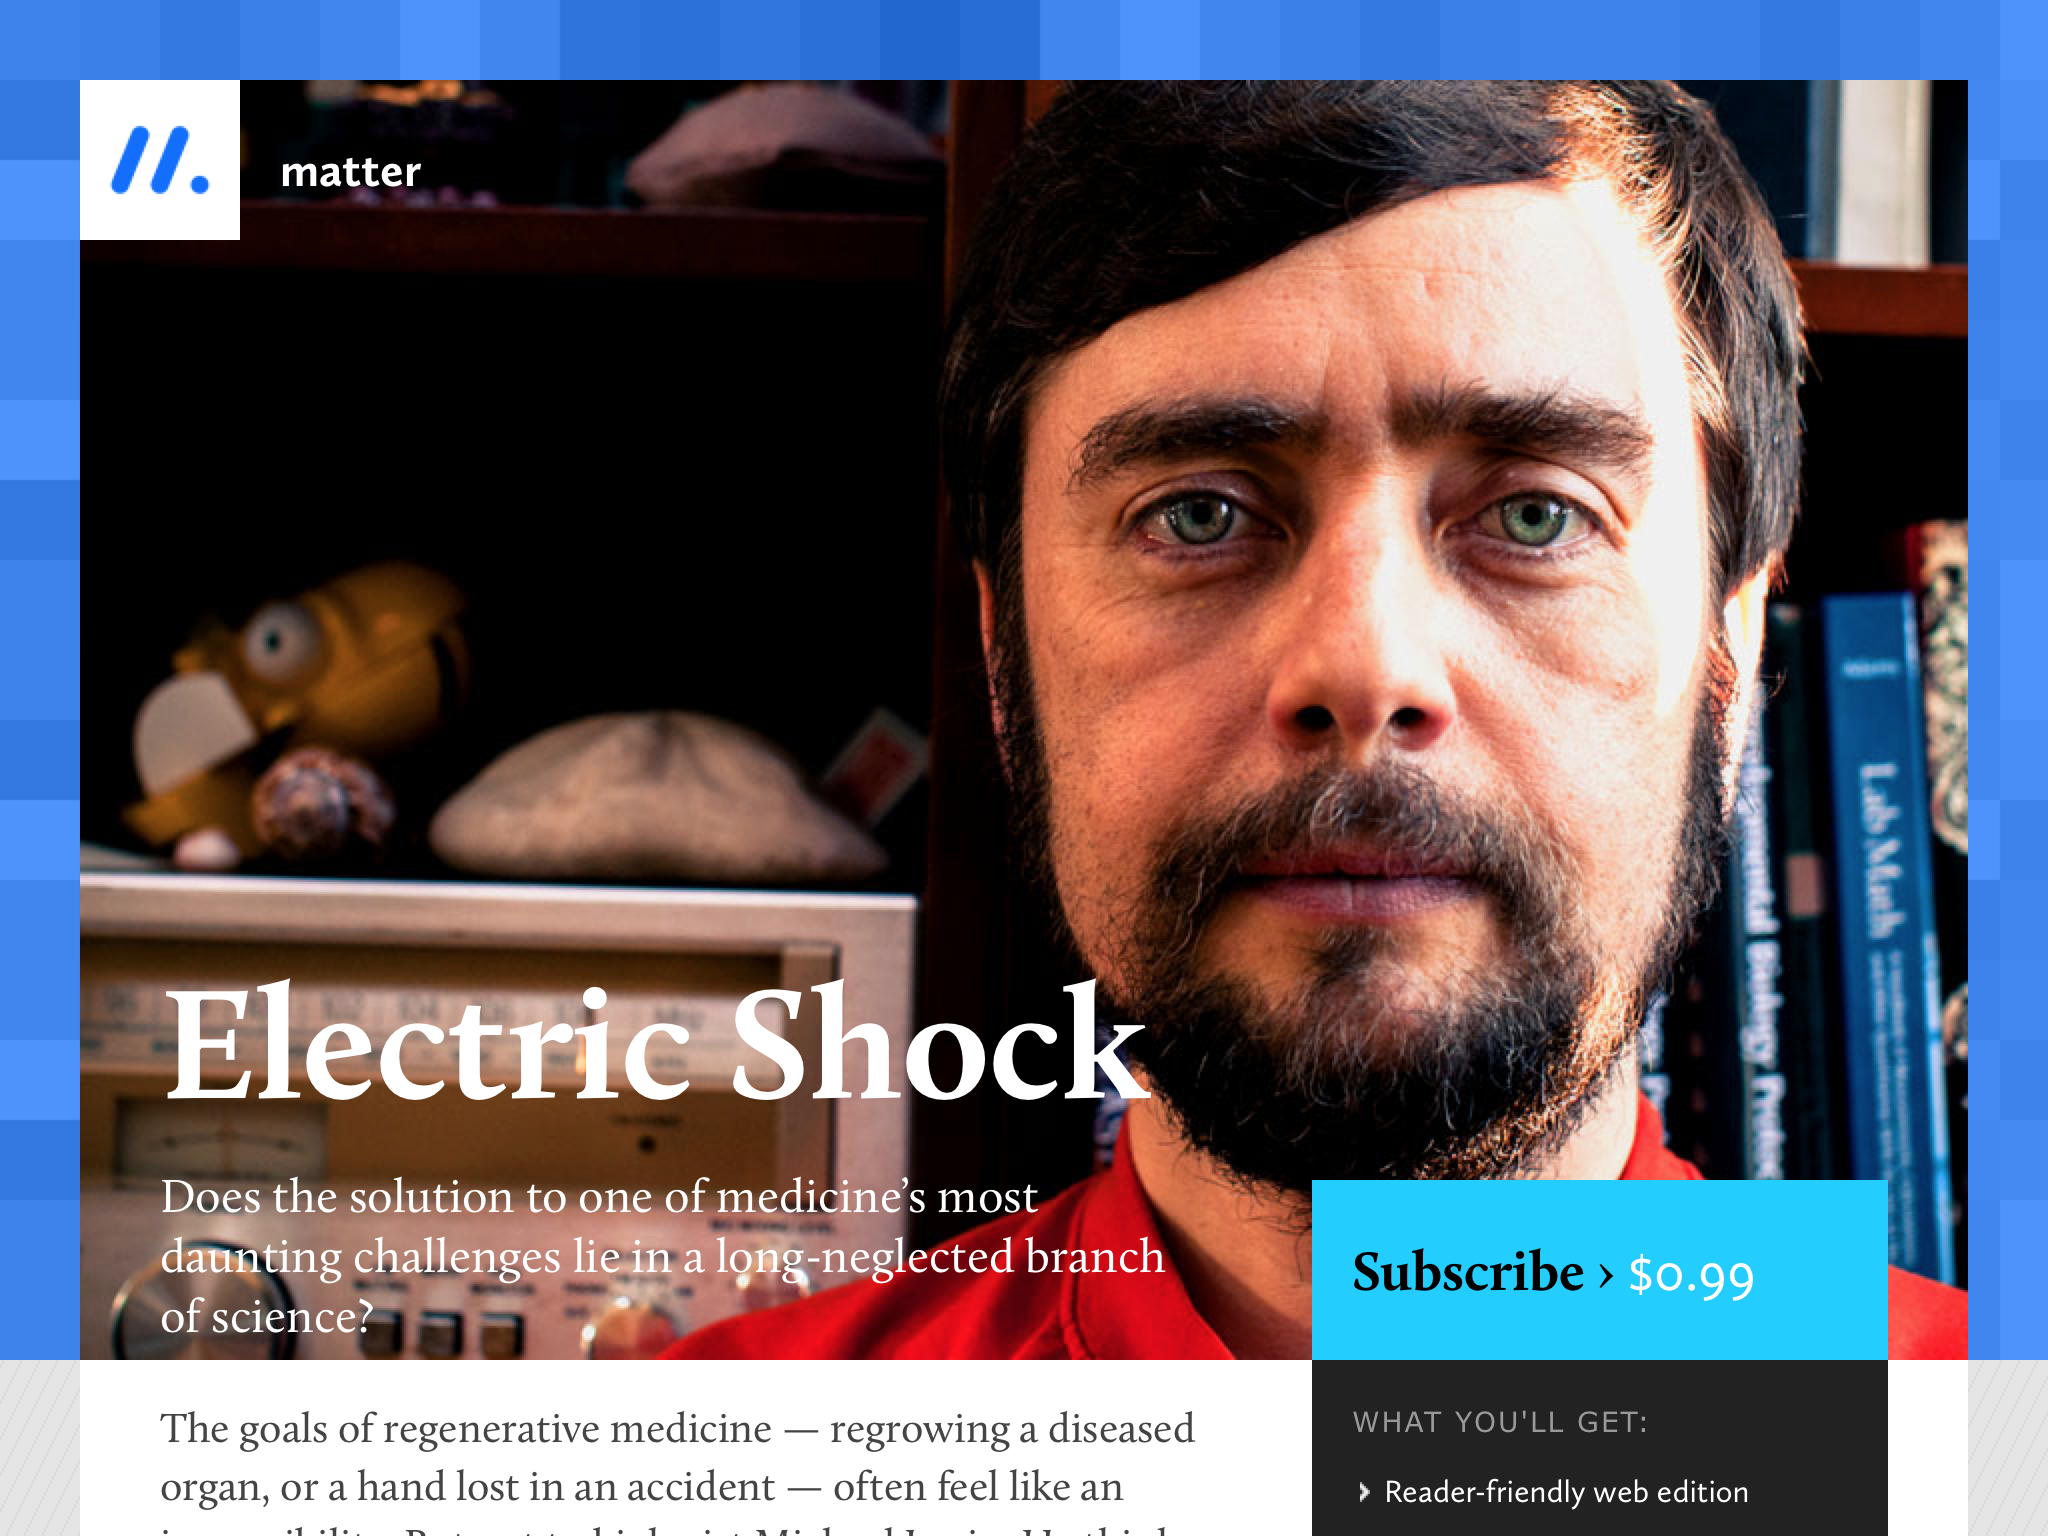 matter
Electric Shock
Does the solution to one of medicine’s most
daunting challenges lie in a long-neglected branch
of science?
Subscribe › $0.99
The goals of regenerative medicine — regrowing a diseased
organ, or a hand lost in an accident — often feel like an
WHAT YOU'LL GET:
Reader-friendly web edition
Lab Math